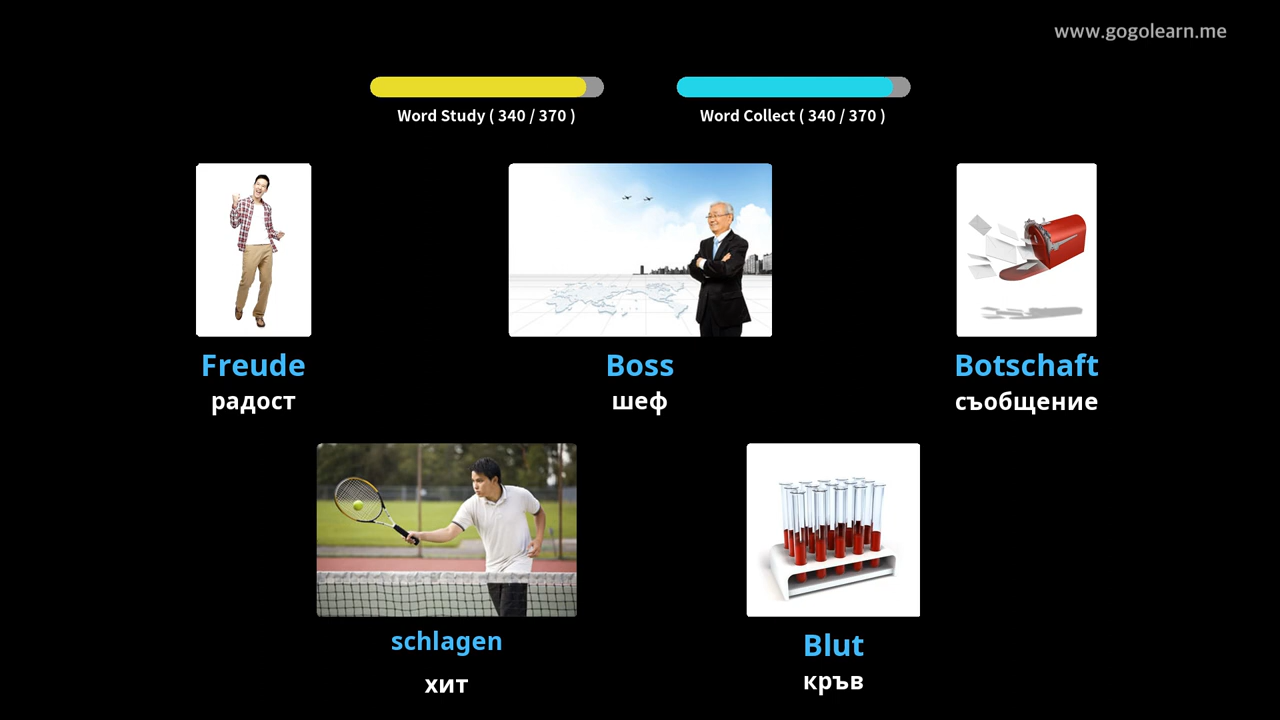 www.gogolearn.me
Word Study ( 340 / 370 )
Word Collect ( 340 / 370 )
Freude
радост
Boss
шеф
Botschaft
съобщение
schlagen
хит
Blut
кръв